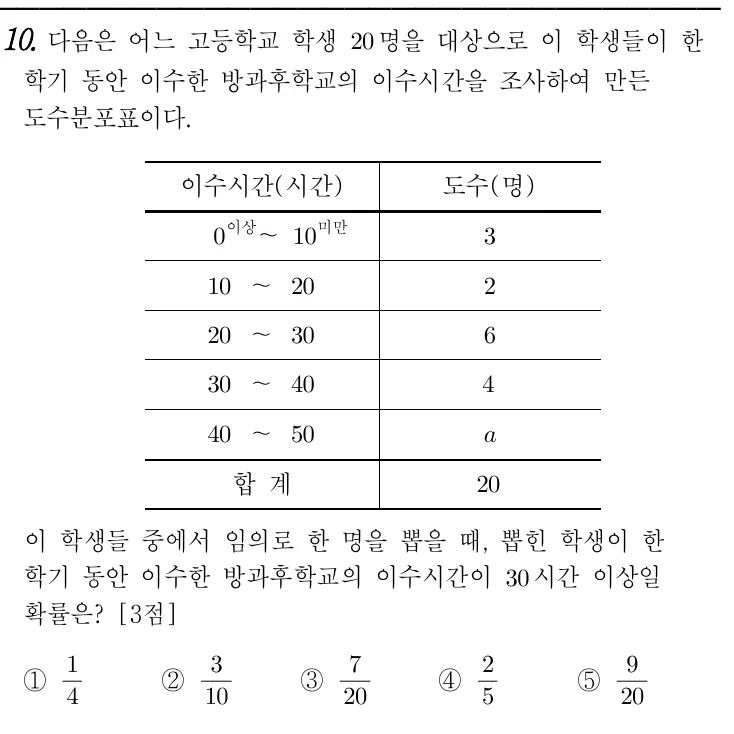 10. 다음은 어느 고등학교 학생 20명을 대상으로 이 학생들이 한
학기 동안 이수한 방과후학교의 이수시간을 조사하여 만든
도수분포표이다.
이수시간(시간) 도수(명)
0이상~ 10미만 3
10 ~ 20 2
20 ~ 30 6
30 ~ 40 4
40 ~ 50 a
합 계 20
이 학생들 중에서 임의로 한 명을 뽑을 때, 뽑힌 학생이 한
학기 동안 이수한 방과후학교의 이수시간이 30시간 이상일
확률은? [3점]
① 1/4 ② 3/10 ③ 7/20 ④ 2/5 ⑤ 9/20